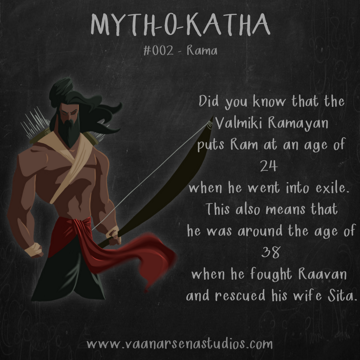 MYTH-O-KATHA
#002 - Rama
Did you know that the
Valmiki Ramayan
puts Ram at an age of
24
when he went into exile.
This also means that
he was around the age of
38
when he fought Raavan
and rescued his wife Sita.
www.vaanarsenastudios.com